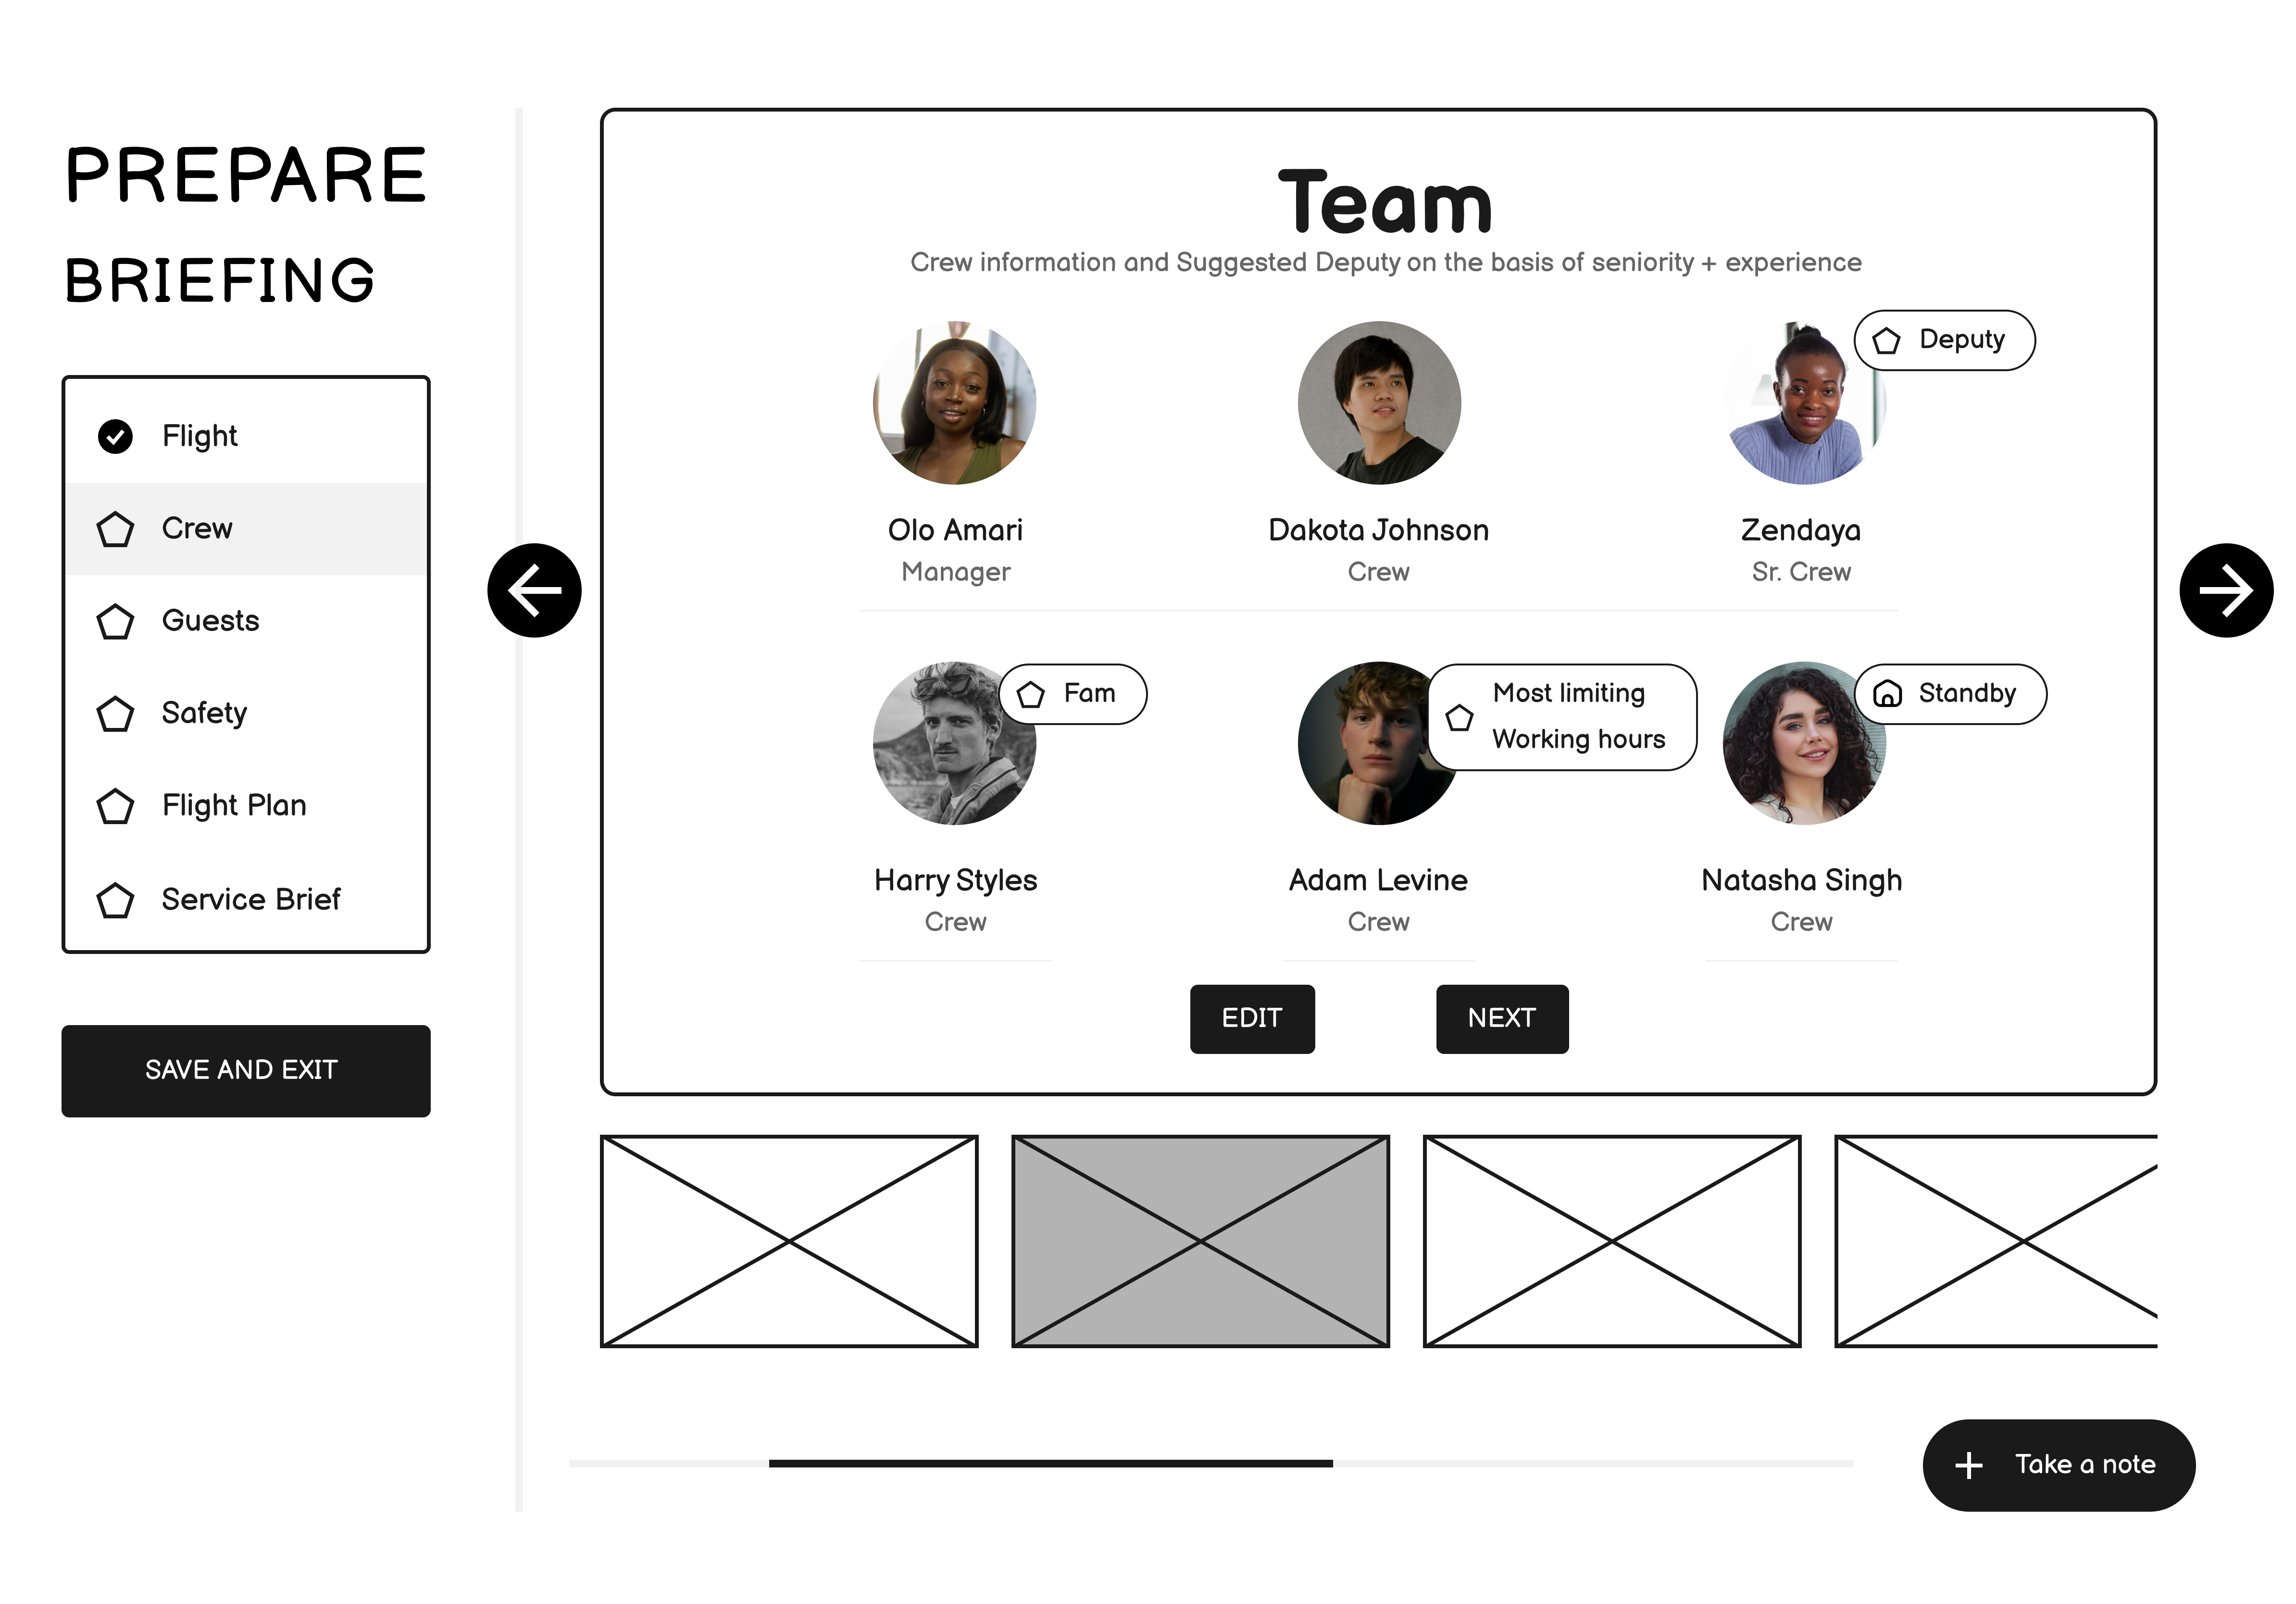 PREPARE
BRIEFING
Flight
Crew
Guests
Safety
Flight Plan
Service Brief
SAVE AND EXIT
Team
Crew information and Suggested Deputy on the basis of seniority + experience
Deputy
Olo Amari
Manager
Dakota Johnson
Crew
Zendaya
Sr. Crew
Fam
Most limiting
Working hours
Standby
Harry Styles
Crew
Adam Levine
Crew
Natasha Singh
Crew
EDIT
NEXT
Take a note